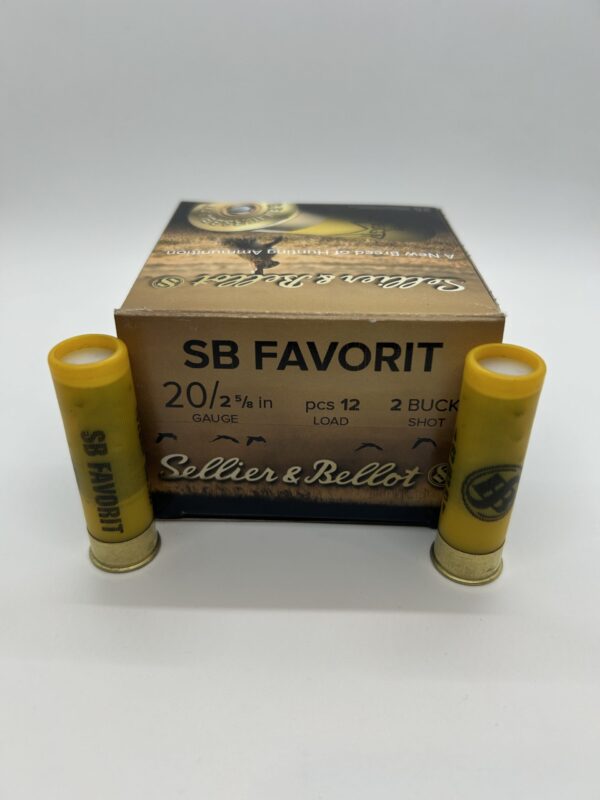 A New Breed of Hunting Ammunition
Sellier & Bellot
SB FAVORIT
20/2 5/8 in
GAUGE
pcs 12
LOAD
2 BUCK
SHOT
Sellier & Bellot
SB FAVORIT